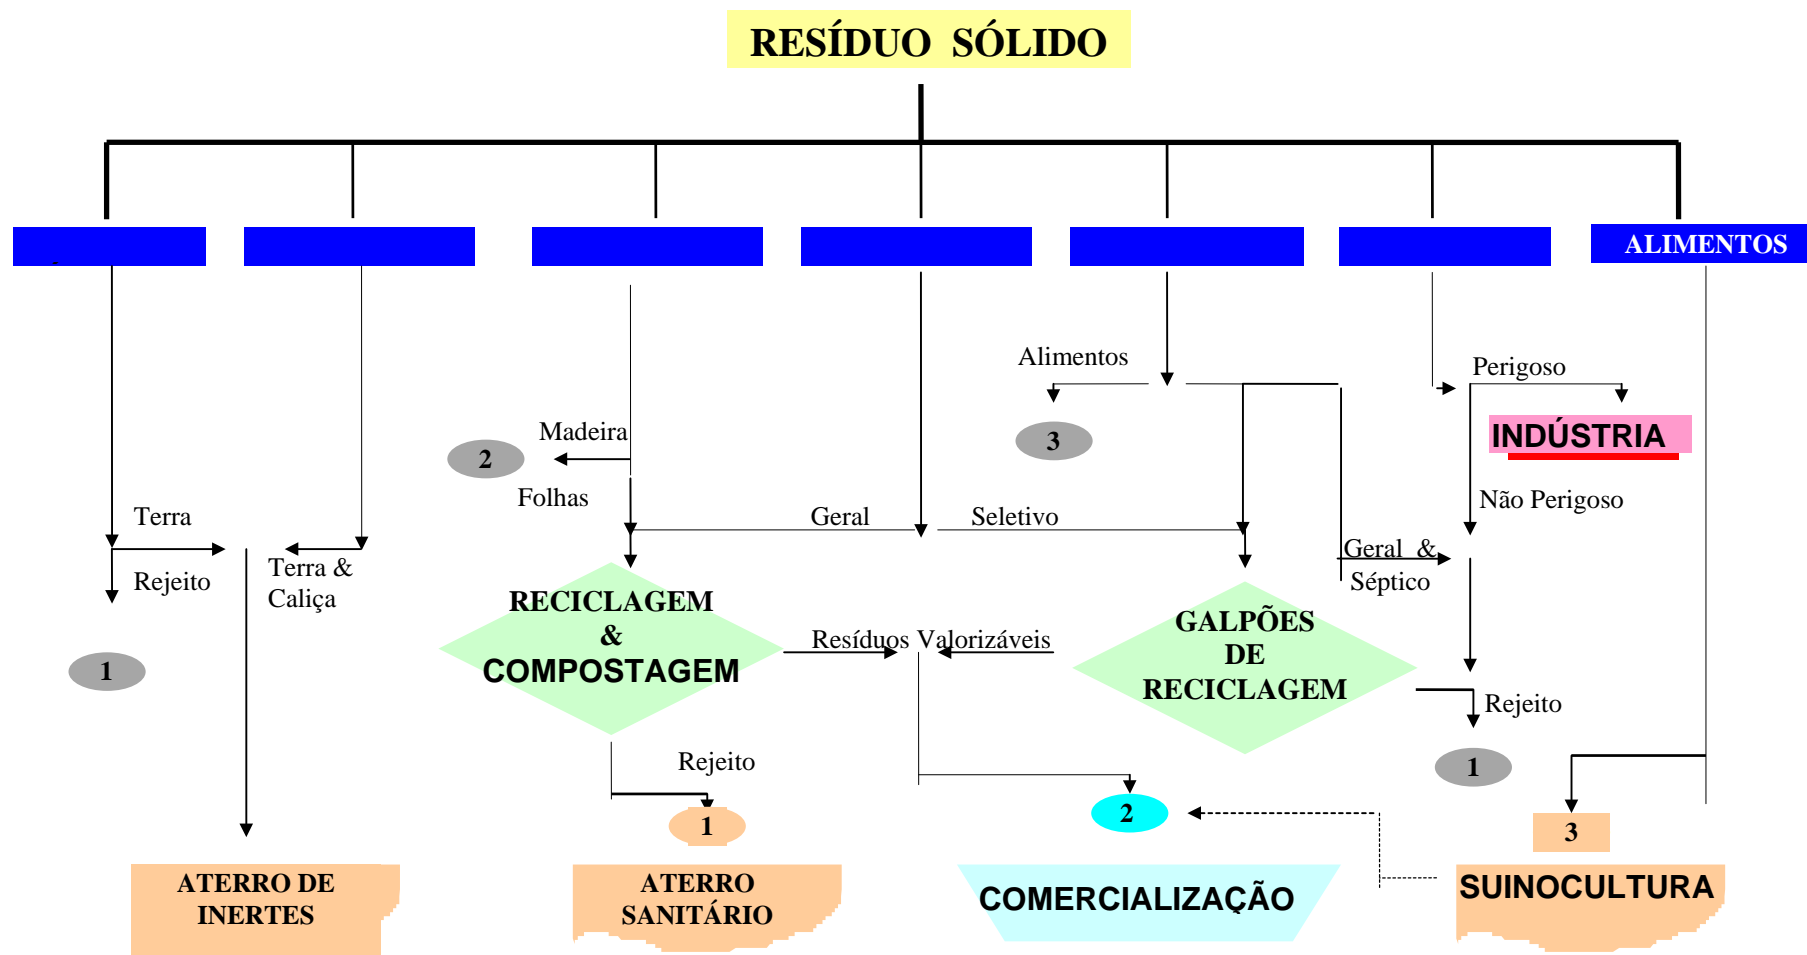 RESÍDUO SÓLIDO
ALIMENTOS
Alimentos
Perigoso
INDÚSTRIA
3
Madeira
2
Folhas
Não Perigoso
Terra
Geral
Seletivo
Geral &
Séptico
Terra &
Caliça
Rejeito
RECICLAGEM
&
COMPOSTAGEM
Resíduos Valorizáveis
GALPÕES
DE
RECICLAGEM
1
Rejeito
Rejeito
1
2
1
3
ATERRO DE
INERTES
ATERRO
SANITÁRIO
COMERCIALIZAÇÃO
SUINOCULTURA